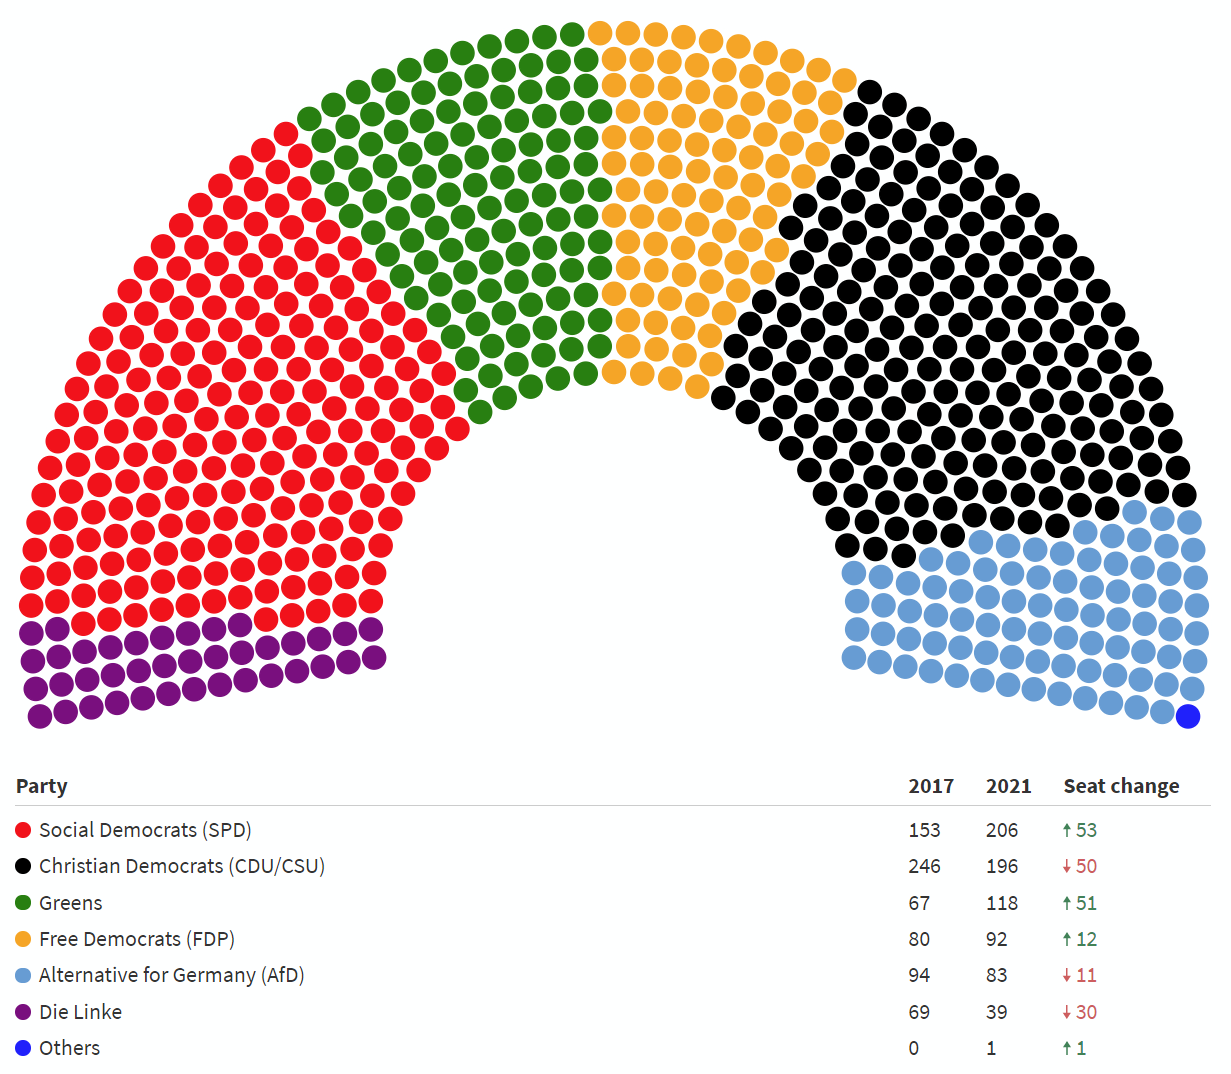 Party 2017 2021 Seat change
Social Democrats (SPD) 153 206 ↑ 53
Christian Democrats (CDU/CSU) 246 196 ↓ 50
Greens 67 118 ↑ 51
Free Democrats (FDP) 80 92 ↑ 12
Alternative for Germany (AfD) 94 83 ↓ 11
Die Linke 69 39 ↓ 30
Others 0 1 ↑ 1